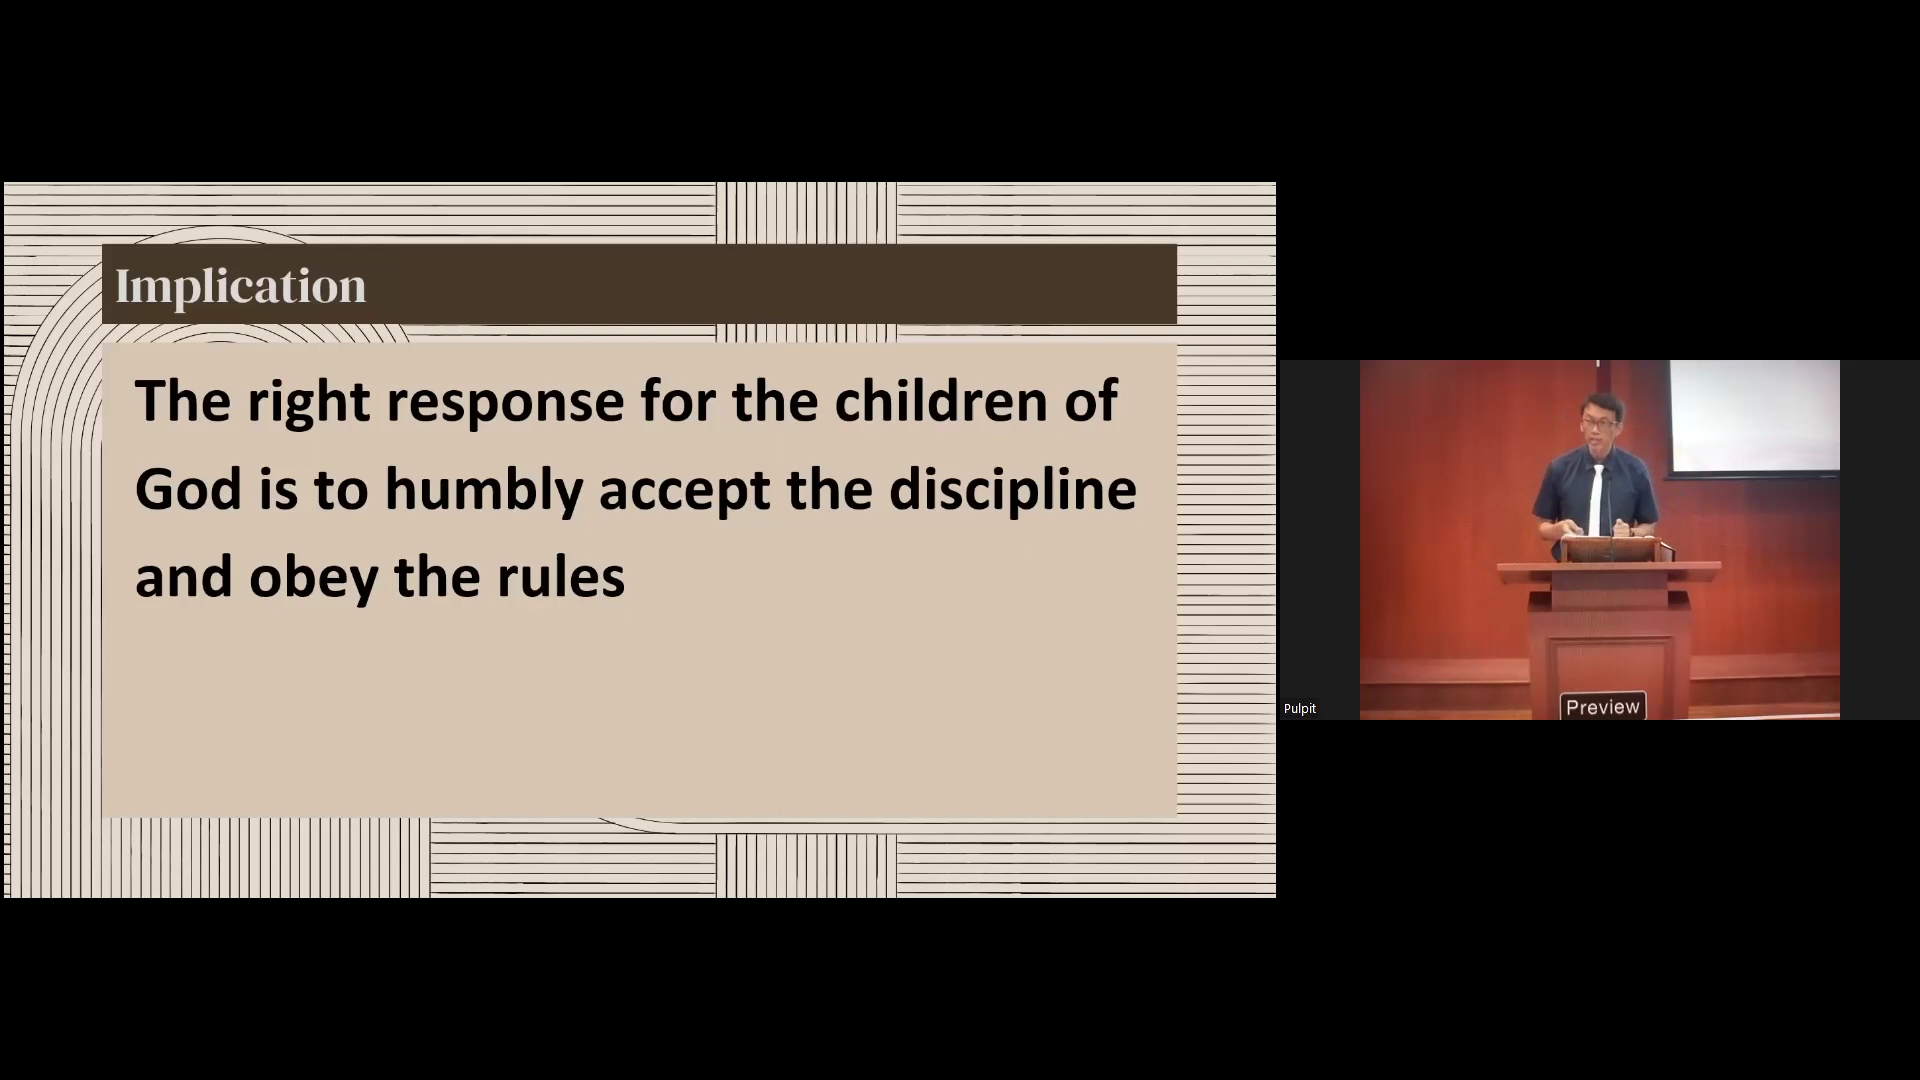 Implication
The right response for the children of
God is to humbly accept the discipline
and obey the rules
Pulpit
Preview